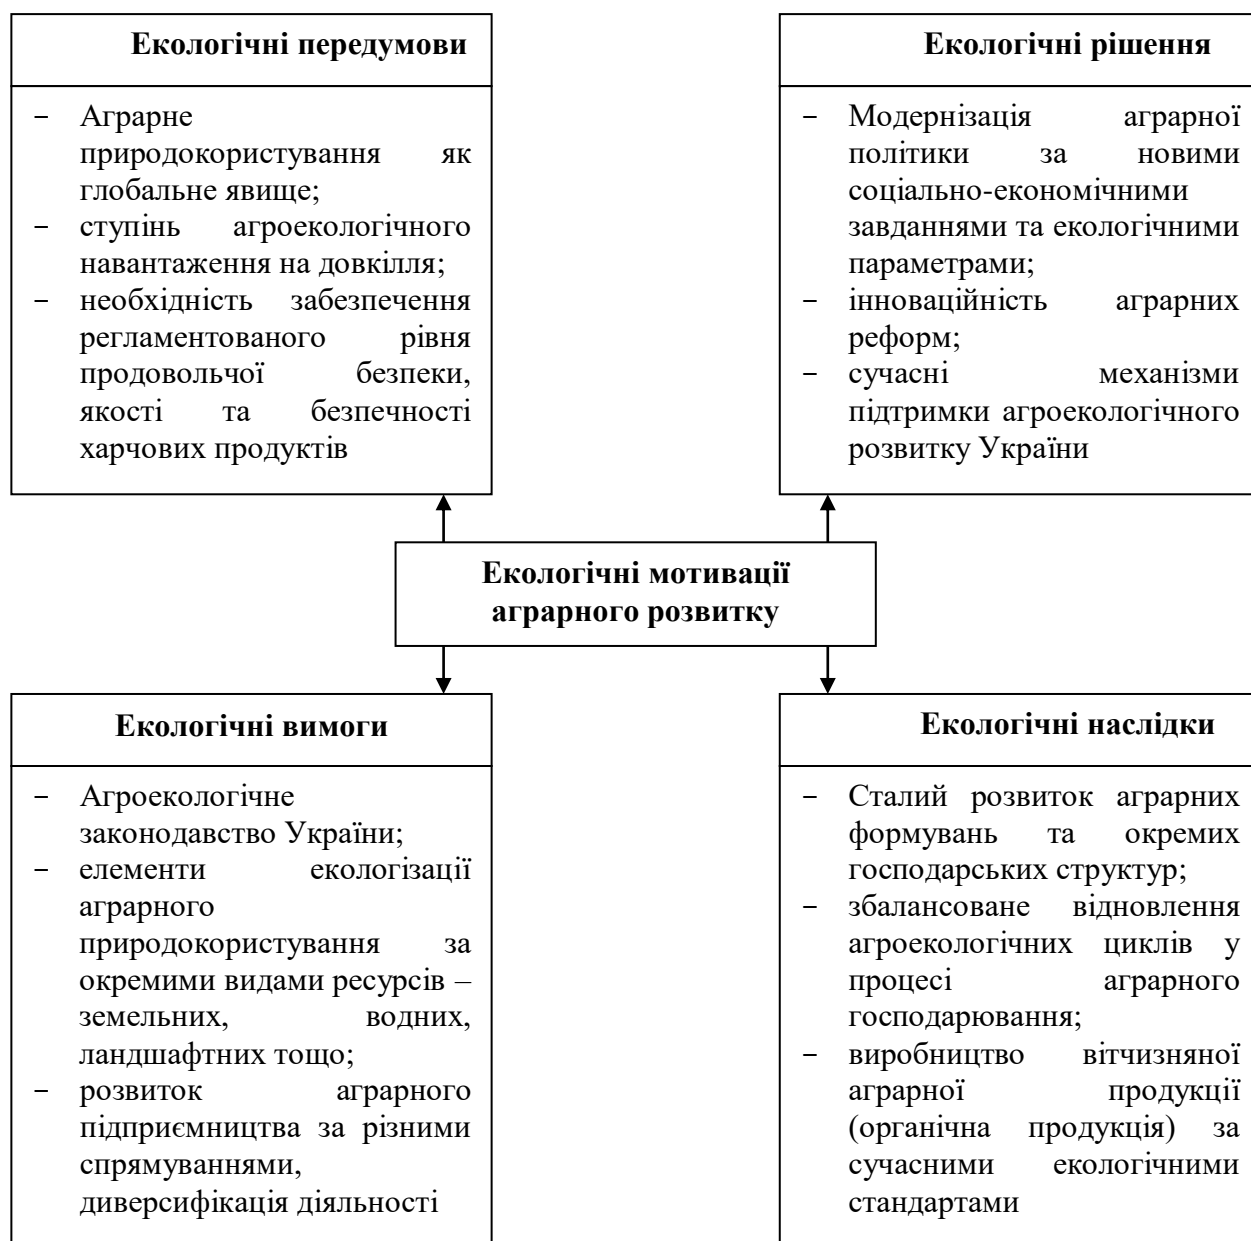 Екологічні передумови
– Аграрне
природокористування як
глобальне явище;
– ступінь агроекологічного
навантаження на довкілля;
– необхідність забезпечення
регламентованого рівня
продовольчої безпеки,
якості та безпечності
харчових продуктів
Екологічні рішення
– Модернізація аграрної
політики за новими
соціально-економічними
завданнями та екологічними
параметрами;
– інноваційність аграрних
реформ;
– сучасні механізми
підтримки агроекологічного
розвитку України
Екологічні мотивації
аграрного розвитку
Екологічні вимоги
– Агроекологічне
законодавство України;
– елементи екологізації
аграрного
природокористування за
окремими видами ресурсів –
земельних, водних,
ландшафтних тощо;
– розвиток аграрного
підприємництва за різними
спрямуваннями,
диверсифікація діяльності
Екологічні наслідки
– Сталий розвиток аграрних
формувань та окремих
господарських структур;
– збалансоване відновлення
агроекологічних циклів у
процесі аграрного
господарювання;
– виробництво вітчизняної
аграрної продукції
(органічна продукція) за
сучасними екологічними
стандартами